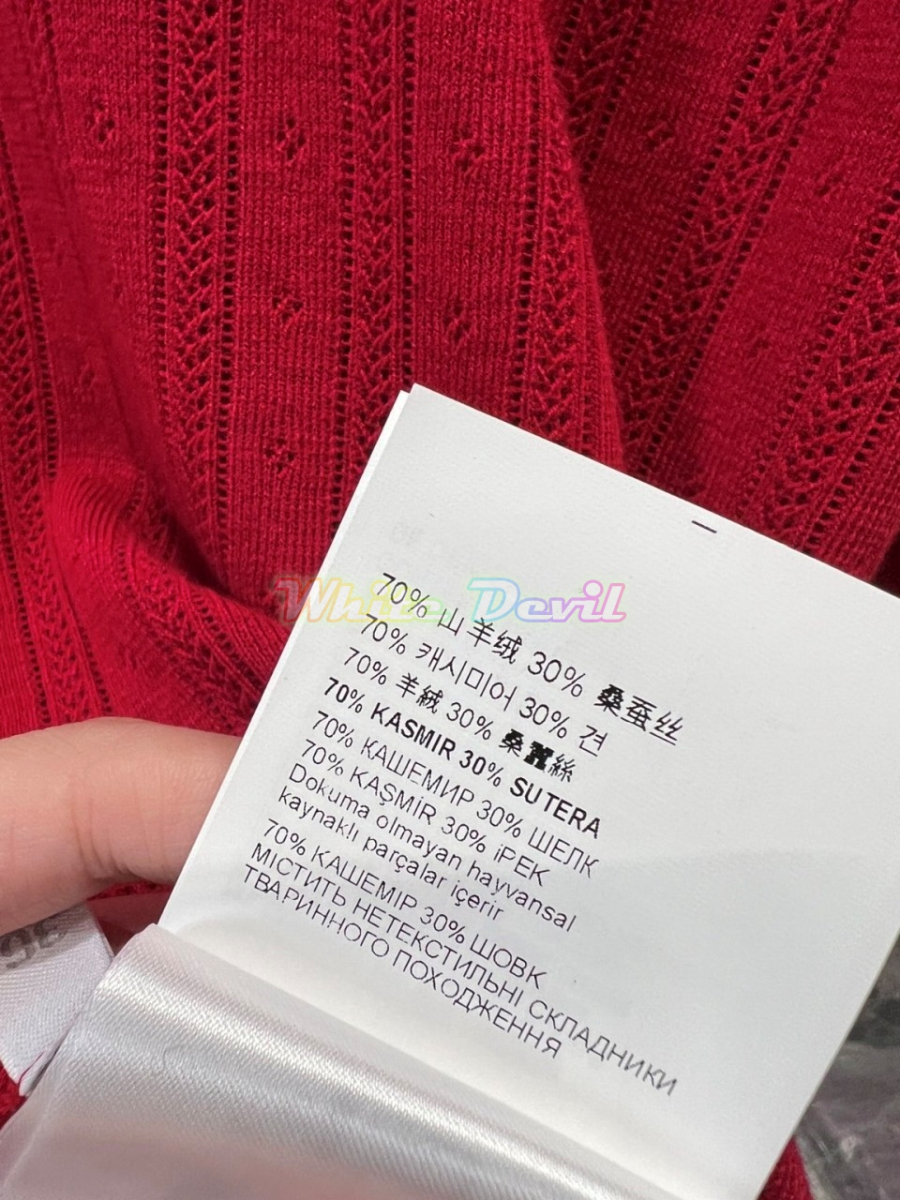 White Devil
70% 山羊绒 30% 桑蚕丝
70% 캐시미어 30% 견
70% 羊絨 30% 桑蠶絲
70% KASMIR 30% SUTERA
70% КАШЕМИР 30% ШЕЛК
70% KAŞMİR 30% İPEK
Dokuma olmayan hayvansal
kaynaklı parçalar içerir
70% КАШЕМІР 30% ШОВК
МІСТИТЬ НЕТЕКСТИЛЬНІ СКЛАДНИКИ
ТВАРИННОГО ПОХОДЖЕННЯ